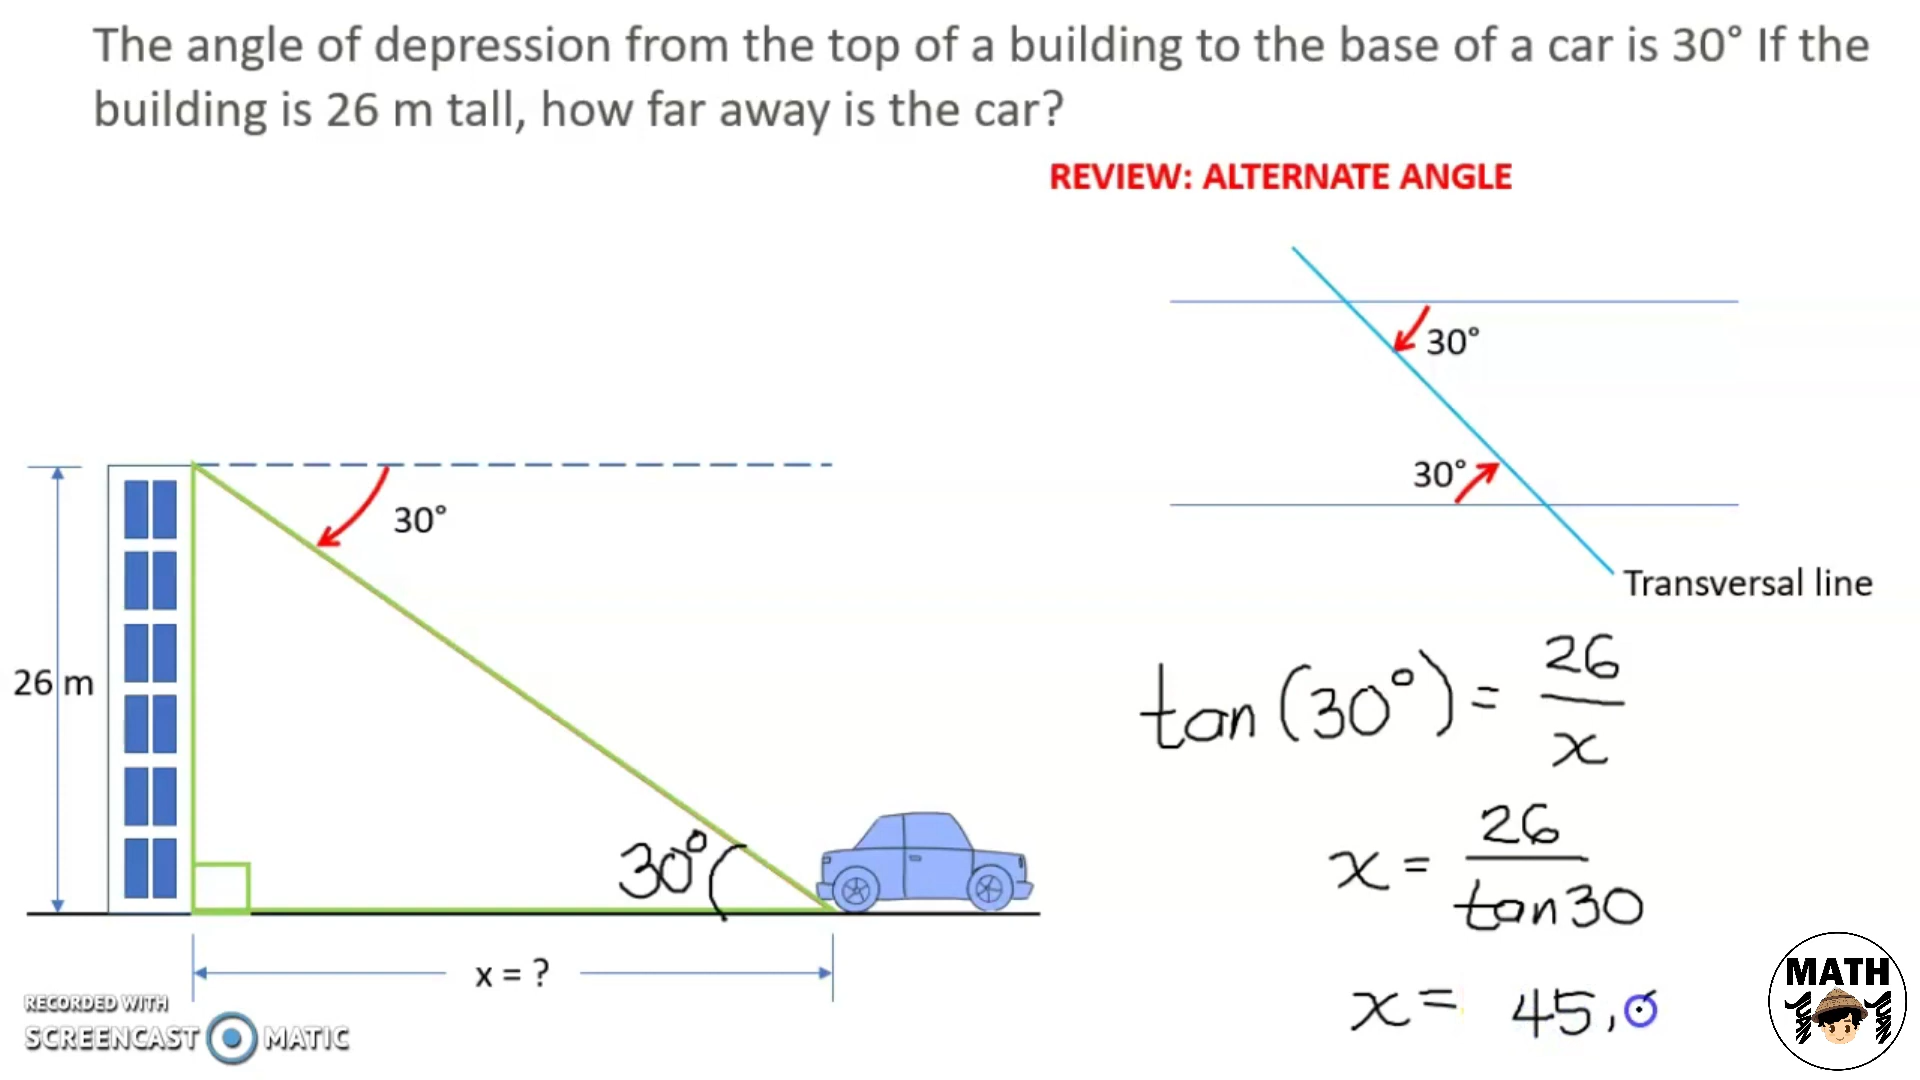 The angle of depression from the top of a building to the base of a car is 30° If the
building is 26 m tall, how far away is the car?
REVIEW: ALTERNATE ANGLE
30°
30°
Transversal line
30°
26 m
30°
x = ?
tan(30°) = 26/x
x = 26/tan30
x = 45,
RECORDED WITH
SCREENCAST MATIC
MATH